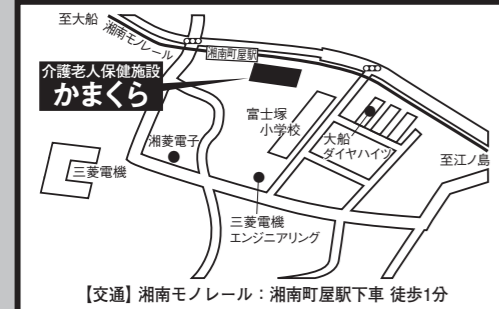 至大船
湘南モノレール
湘南町屋駅
介護老人保健施設
かまくら
富士塚
小学校
大船
ダイヤハイツ
至江ノ島
湘菱電子
三菱電機
三菱電機
エンジニアリング
【交通】湘南モノレール：湘南町屋駅下車 徒歩1分